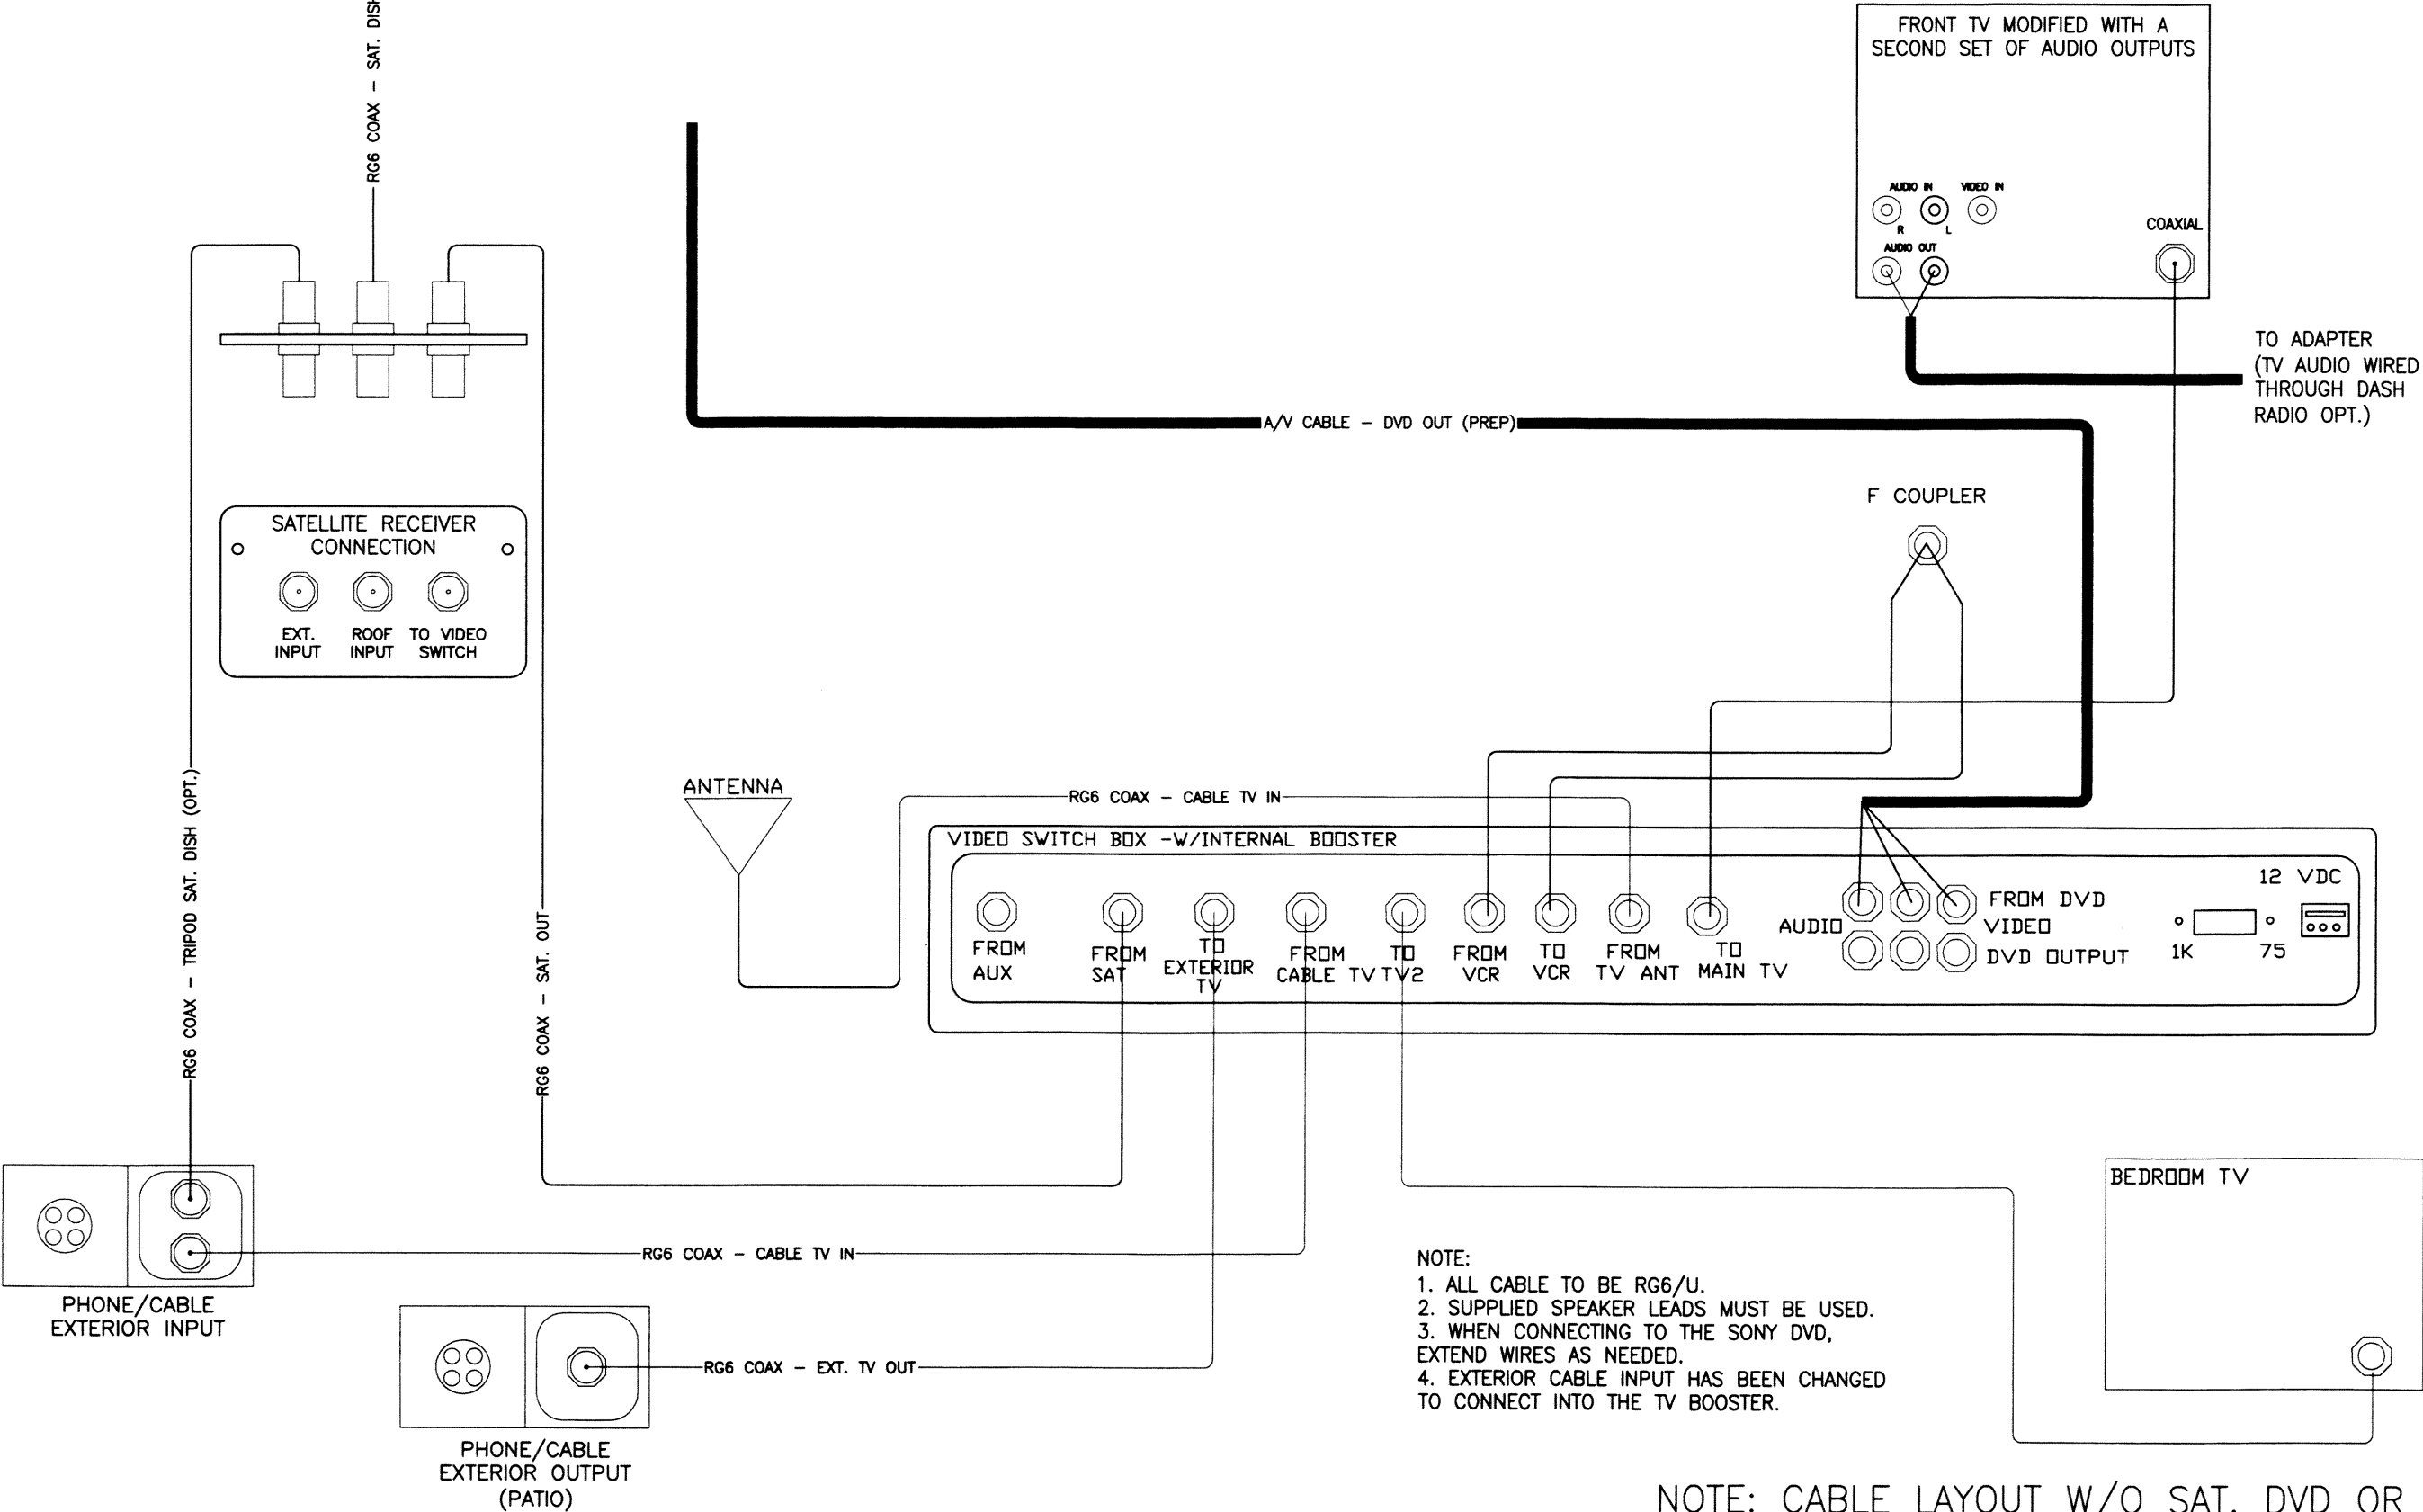 RG6 COAX - SAT. DISH
FRONT TV MODIFIED WITH A
SECOND SET OF AUDIO OUTPUTS
AUDIO IN
VIDEO IN
R
L
AUDIO OUT
COAXIAL
TO ADAPTER
(TV AUDIO WIRED
THROUGH DASH
RADIO OPT.)
A/V CABLE - DVD OUT (PREP)
F COUPLER
SATELLITE RECEIVER
CONNECTION
EXT.
INPUT
ROOF
INPUT
TO VIDEO
SWITCH
RG6 COAX - TRIPOD SAT. DISH (OPT.)
RG6 COAX - SAT. OUT
ANTENNA
RG6 COAX - CABLE TV IN
VIDEO SWITCH BOX -W/INTERNAL BOOSTER
FROM
AUX
FROM
SAT
TO
EXTERIOR
TV
FROM
CABLE TV
TO
TV2
FROM
VCR
TO
VCR
FROM
TV ANT
TO
MAIN TV
AUDIO
FROM DVD
VIDEO
DVD OUTPUT
12 VDC
1K
75
PHONE/CABLE
EXTERIOR INPUT
RG6 COAX - CABLE TV IN
RG6 COAX - EXT. TV OUT
PHONE/CABLE
EXTERIOR OUTPUT
(PATIO)
BEDROOM TV
NOTE:
1. ALL CABLE TO BE RG6/U.
2. SUPPLIED SPEAKER LEADS MUST BE USED.
3. WHEN CONNECTING TO THE SONY DVD,
EXTEND WIRES AS NEEDED.
4. EXTERIOR CABLE INPUT HAS BEEN CHANGED
TO CONNECT INTO THE TV BOOSTER.
NOTE: CABLE LAYOUT W/O SAT. DVD OR